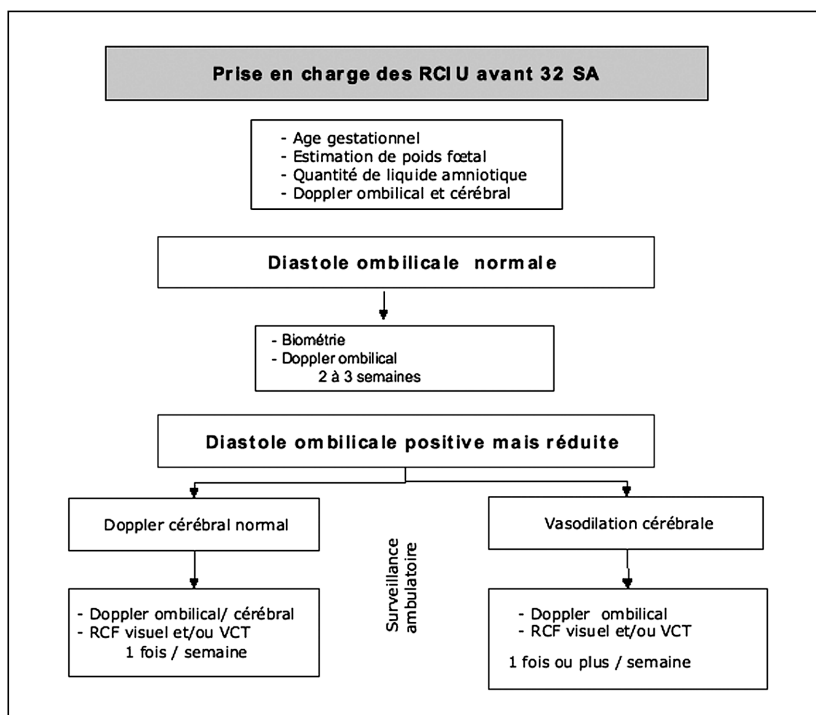 Prise en charge des RCIU avant 32 SA
- Age gestationnel
- Estimation de poids fœtal
- Quantité de liquide amniotique
- Doppler ombilical et cérébral
Diastole ombilicale normale
- Biométrie
- Doppler ombilical
2 à 3 semaines
Diastole ombilicale positive mais réduite
Doppler cérébral normal
Vasodilation cérébrale
Surveillance
ambulatoire
- Doppler ombilical/ cérébral
- RCF visuel et/ou VCT
1 fois / semaine
- Doppler ombilical
- RCF visuel et/ou VCT
1 fois ou plus / semaine